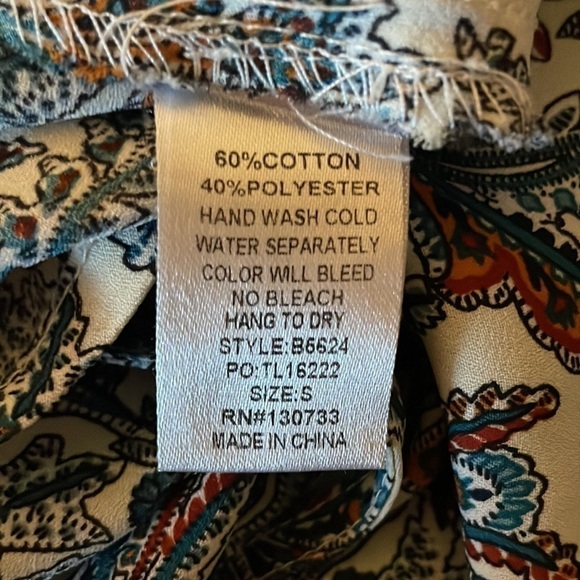 60%COTTON
40%POLYESTER
HAND WASH COLD
WATER SEPARATELY
COLOR WILL BLEED
NO BLEACH
HANG TO DRY
STYLE:B6624
PO:TL16222
SIZE:S
RN#130733
MADE IN CHINA